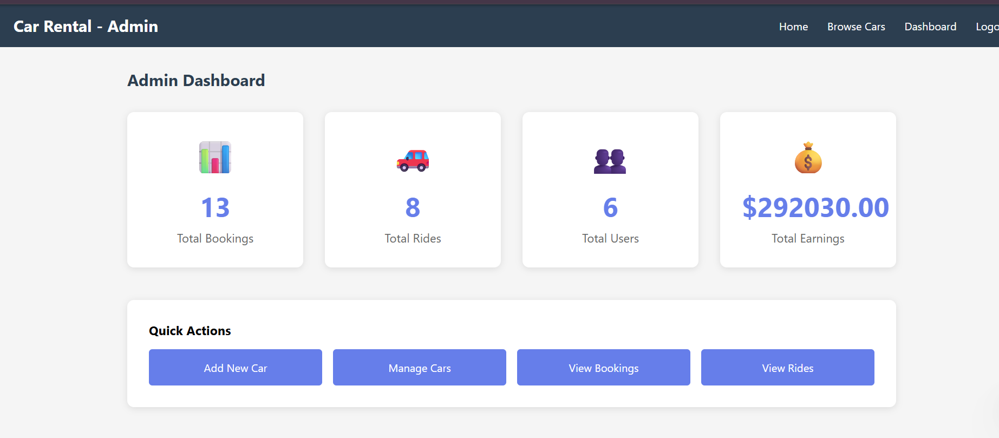 Car Rental - Admin
Home Browse Cars Dashboard Logo
Admin Dashboard
13
Total Bookings
8
Total Rides
6
Total Users
$
$292030.00
Total Earnings
Quick Actions
Add New Car
Manage Cars
View Bookings
View Rides